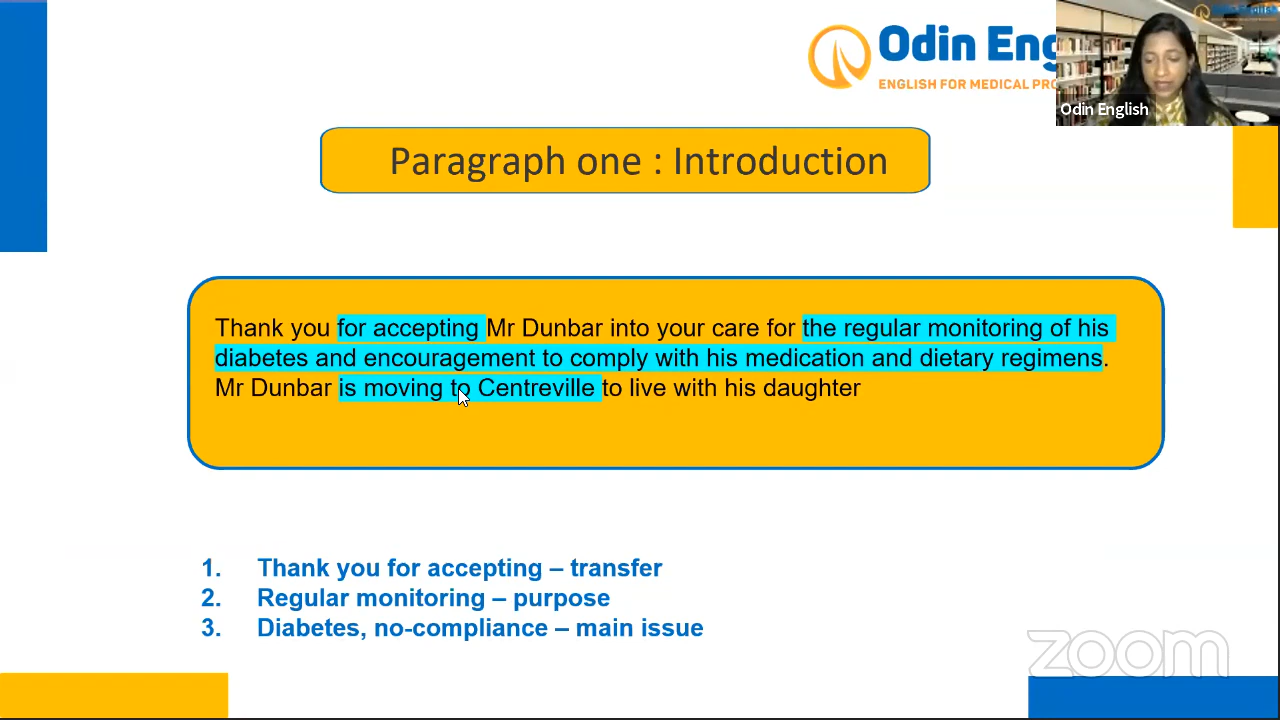 Odin Eng
ENGLISH FOR MEDICAL PRO
Odin English
Odin English
Paragraph one : Introduction
Thank you for accepting Mr Dunbar into your care for the regular monitoring of his
diabetes and encouragement to comply with his medication and dietary regimens.
Mr Dunbar is moving to Centreville to live with his daughter
1. Thank you for accepting – transfer
2. Regular monitoring – purpose
3. Diabetes, no-compliance – main issue
zoom